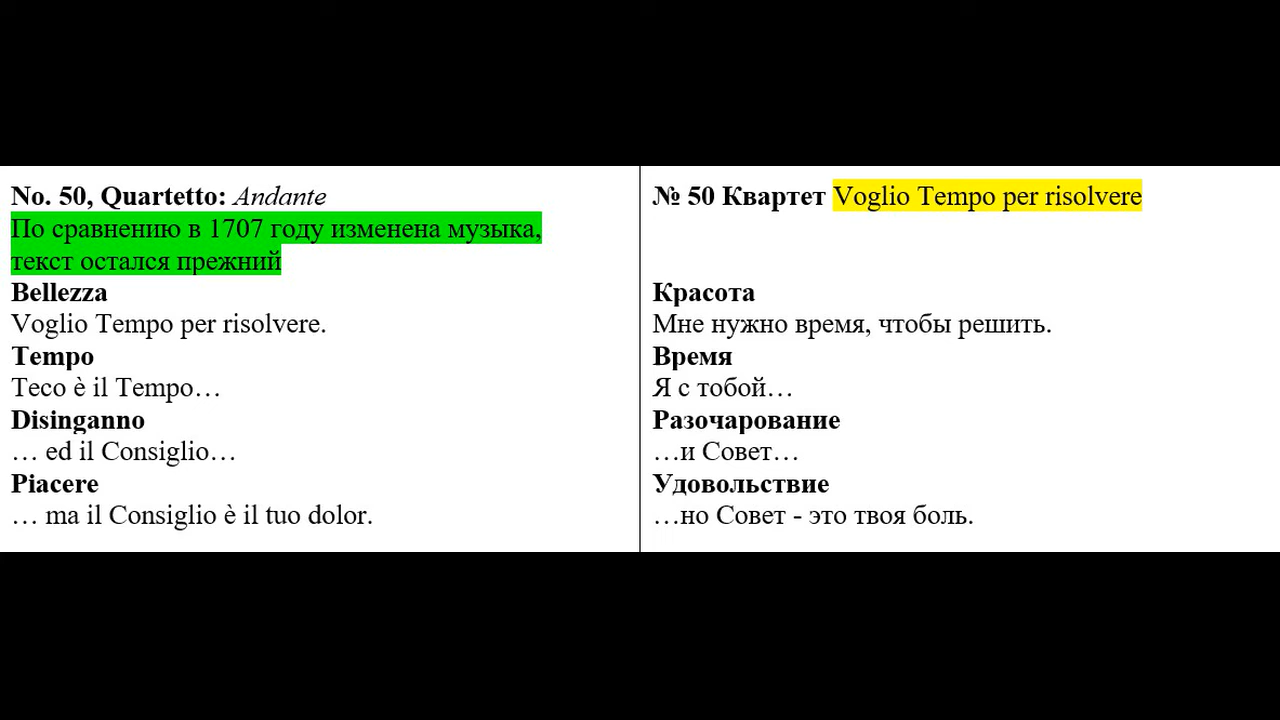 No. 50, Quartetto: Andante
По сравнению в 1707 году изменена музыка,
текст остался прежний
Bellezza
Voglio Tempo per risolvere.
Tempo
Teco è il Tempo…
Disinganno
… ed il Consiglio…
Piacere
… ma il Consiglio è il tuo dolor.
№ 50 Квартет Voglio Tempo per risolvere
Красота
Мне нужно время, чтобы решить.
Время
Я с тобой…
Разочарование
…и Совет…
Удовольствие
…но Совет - это твоя боль.